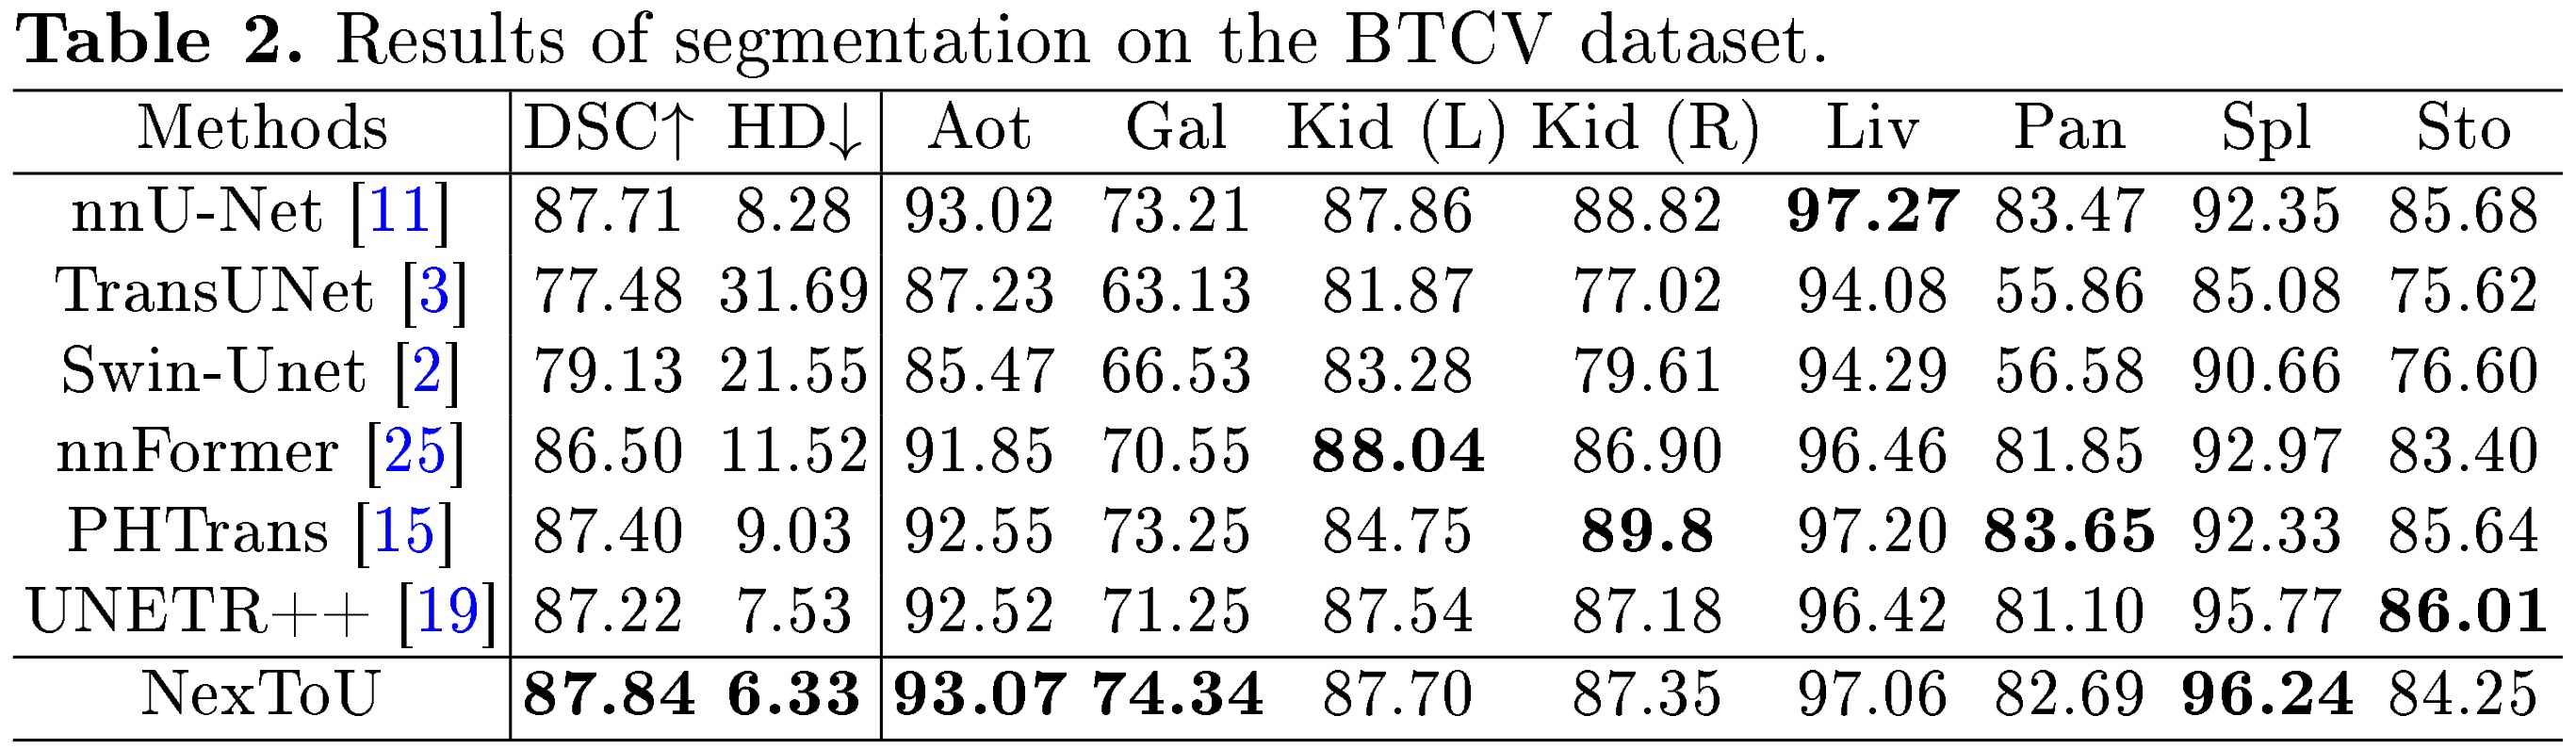 Table 2. Results of segmentation on the BTCV dataset.
Methods DSC↑ HD↓ Aot Gal Kid (L) Kid (R) Liv Pan Spl Sto
nnU-Net [11] 87.71 8.28 93.02 73.21 87.86 88.82 97.27 83.47 92.35 85.68
TransUNet [3] 77.48 31.69 87.23 63.13 81.87 77.02 94.08 55.86 85.08 75.62
Swin-Unet [2] 79.13 21.55 85.47 66.53 83.28 79.61 94.29 56.58 90.66 76.60
nnFormer [25] 86.50 11.52 91.85 70.55 88.04 86.90 96.46 81.85 92.97 83.40
PHTrans [15] 87.40 9.03 92.55 73.25 84.75 89.8 97.20 83.65 92.33 85.64
UNETR++ [19] 87.22 7.53 92.52 71.25 87.54 87.18 96.42 81.10 95.77 86.01
NexToU 87.84 6.33 93.07 74.34 87.70 87.35 97.06 82.69 96.24 84.25